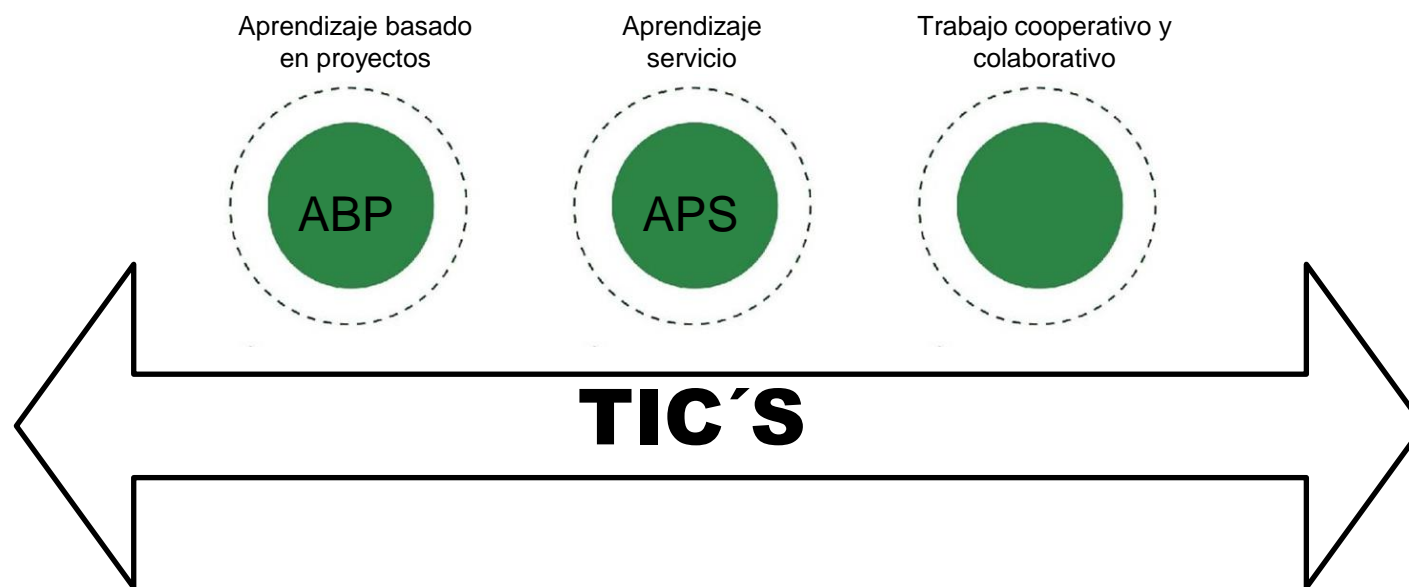 Aprendizaje basado
en proyectos
Aprendizaje
servicio
Trabajo cooperativo y
colaborativo
ABP
APS
TIC´S